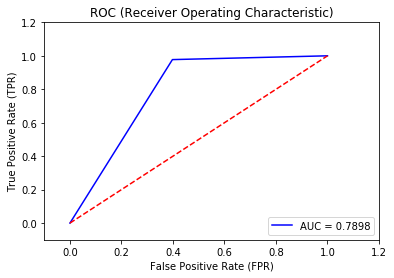 ROC (Receiver Operating Characteristic)
True Positive Rate (TPR)
1.2
1.0
0.8
0.6
0.4
0.2
0.0
AUC = 0.7898
0.0 0.2 0.4 0.6 0.8 1.0 1.2
False Positive Rate (FPR)